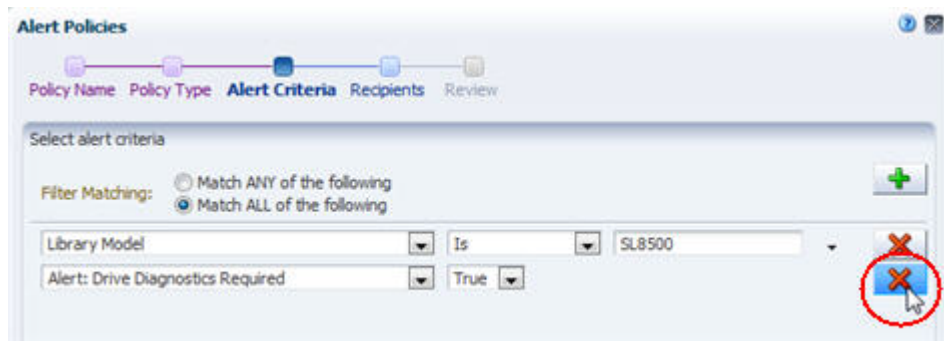 Alert Policies
Policy Name Policy Type Alert Criteria Recipients Review
Select alert criteria
Filter Matching: Match ANY of the following
Match ALL of the following
Library Model Is SL8500
Alert: Drive Diagnostics Required True